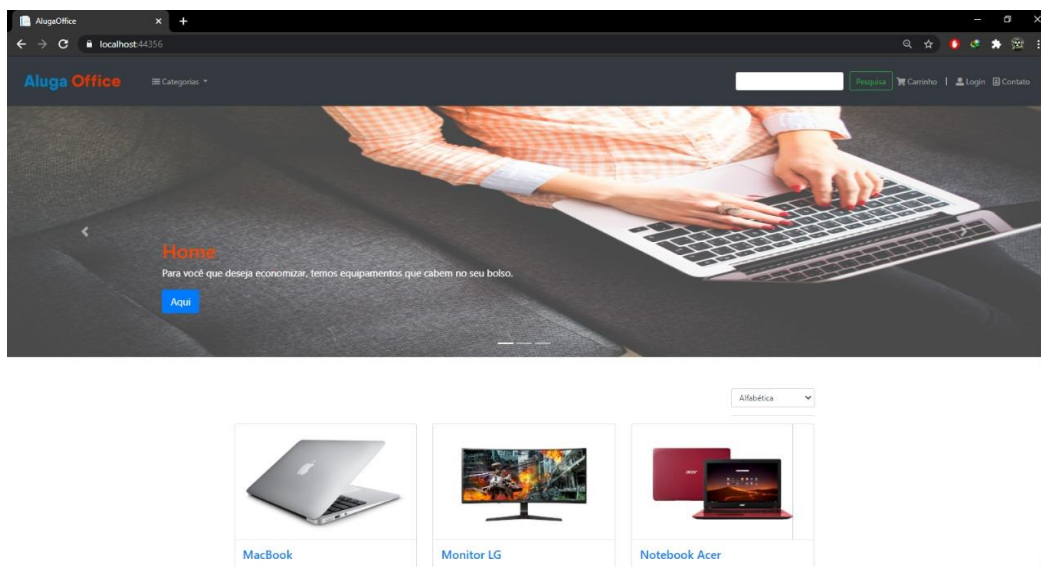 AlugaOffice
localhost:44356
Aluga Office
Categorias
Pesquisa
Carrinho | Login Contato
Home
Para você que deseja economizar, temos equipamentos que cabem no seu bolso.
Aqui
Alfabética
acer
MacBook
Monitor LG
Notebook Acer